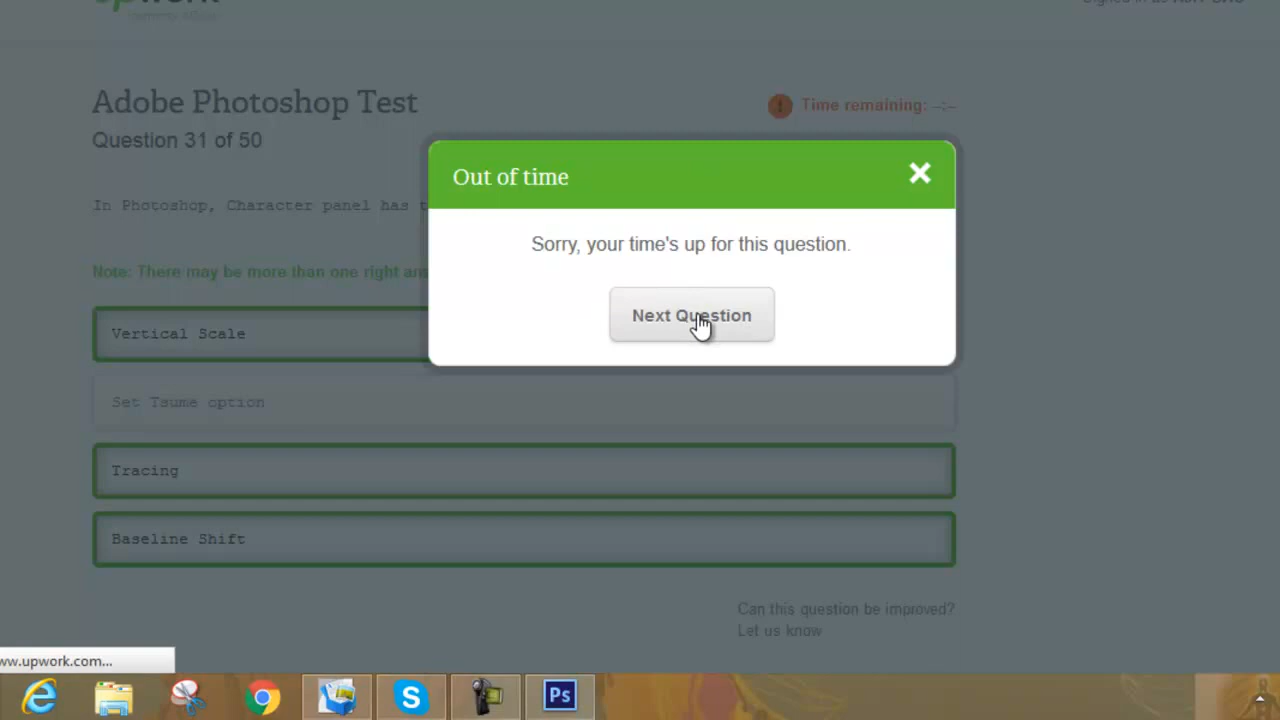 Adobe Photoshop Test
Time remaining: --:--
Question 31 of 50
Out of time
In Photoshop, Character panel has
Sorry, your time's up for this question.
Note: There may be more than one right
Next Question
Vertical Scale
Set Tsume option
Tracing
Baseline Shift
Can this question be improved?
Let us know
ww.upwork.com...
Ps